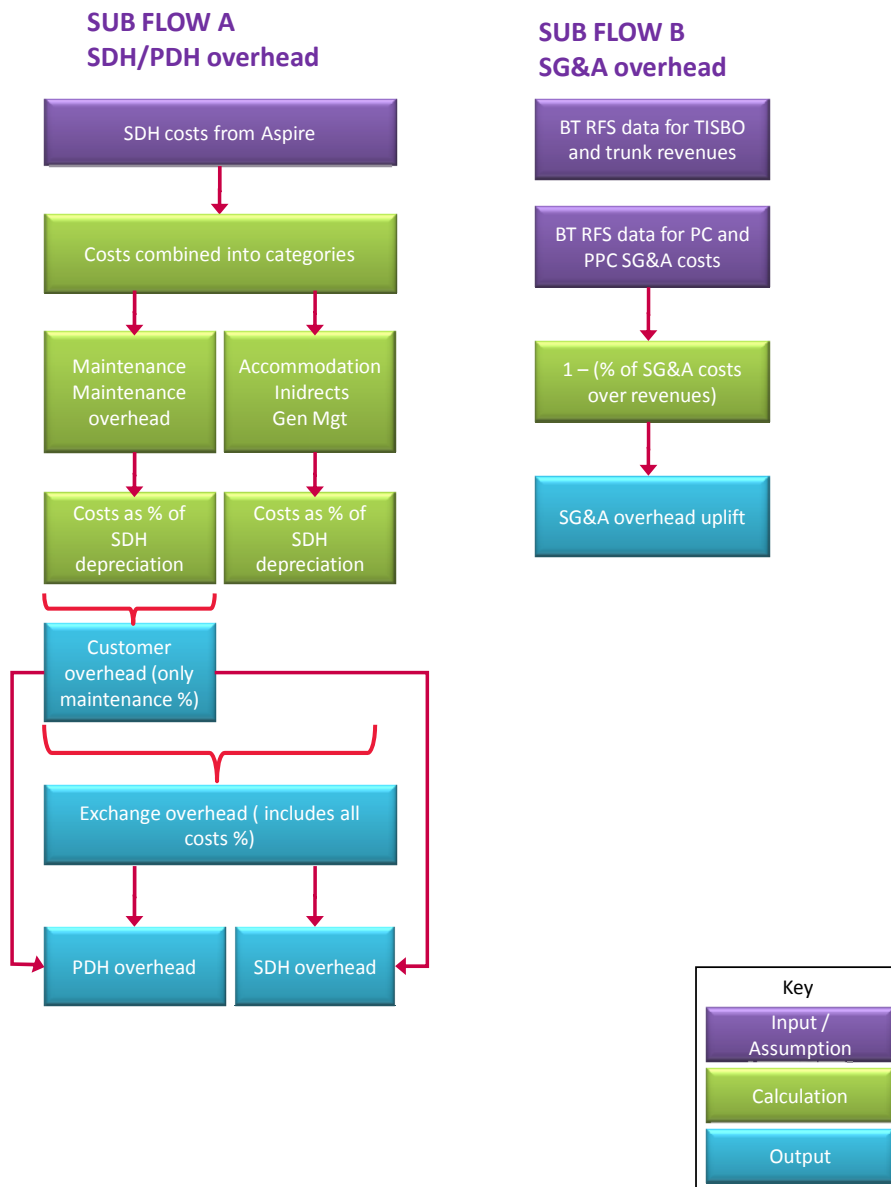 SUB FLOW A
SDH/PDH overhead
SDH costs from Aspire
Costs combined into categories
Maintenance
Maintenance
overhead
Accommodation
Inidrects
Gen Mgt
Costs as % of
SDH
depreciation
Costs as % of
SDH
depreciation
Customer
overhead (only
maintenance %)
Exchange overhead ( includes all
costs %)
PDH overhead
SDH overhead
SUB FLOW B
SG&A overhead
BT RFS data for TISBO
and trunk revenues
BT RFS data for PC and
PPC SG&A costs
1 – (% of SG&A costs
over revenues)
SG&A overhead uplift
Key
Input /
Assumption
Calculation
Output